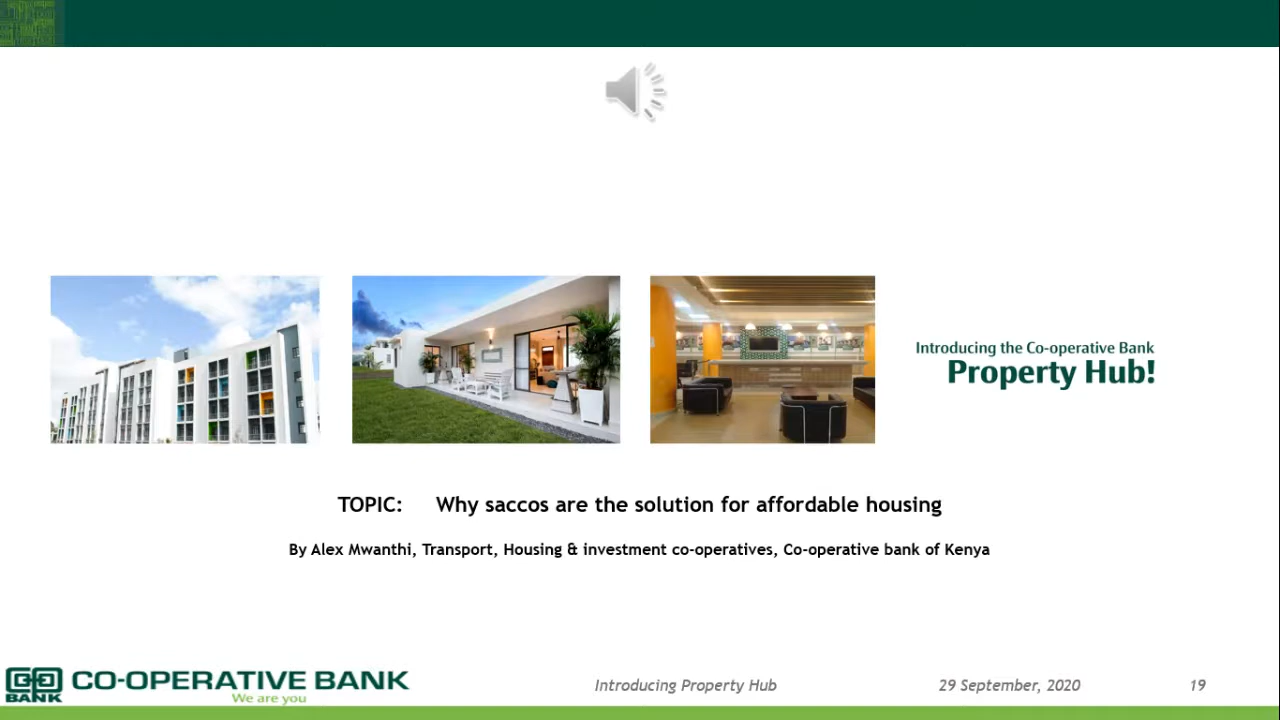 Introducing the Co-operative Bank
Property Hub!
TOPIC: Why saccos are the solution for affordable housing
By Alex Mwanthi, Transport, Housing & investment co-operatives, Co-operative bank of Kenya
CO-OPERATIVE BANK
BANK
We are you
Introducing Property Hub
29 September, 2020
19